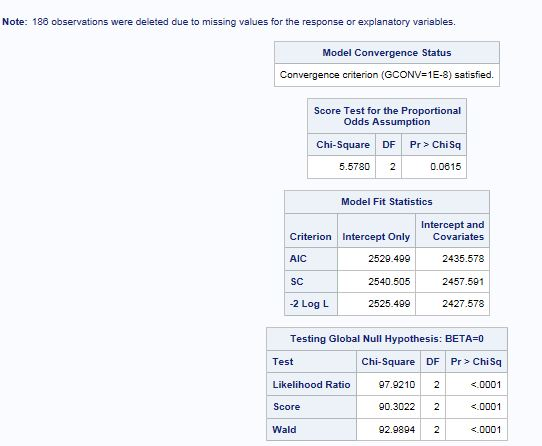 Note: 186 observations were deleted due to missing values for the response or explanatory variables.
Model Convergence Status
Convergence criterion (GCONV=1E-8) satisfied.
Score Test for the Proportional
Odds Assumption
Chi-Square DF Pr > ChiSq
5.5780 2 0.0615
Model Fit Statistics
Criterion Intercept Only Intercept and Covariates
AIC 2529.499 2435.578
SC 2540.505 2457.591
-2 Log L 2525.499 2427.578
Testing Global Null Hypothesis: BETA=0
Test Chi-Square DF Pr > ChiSq
Likelihood Ratio 97.9210 2 <.0001
Score 90.3022 2 <.0001
Wald 92.9894 2 <.0001